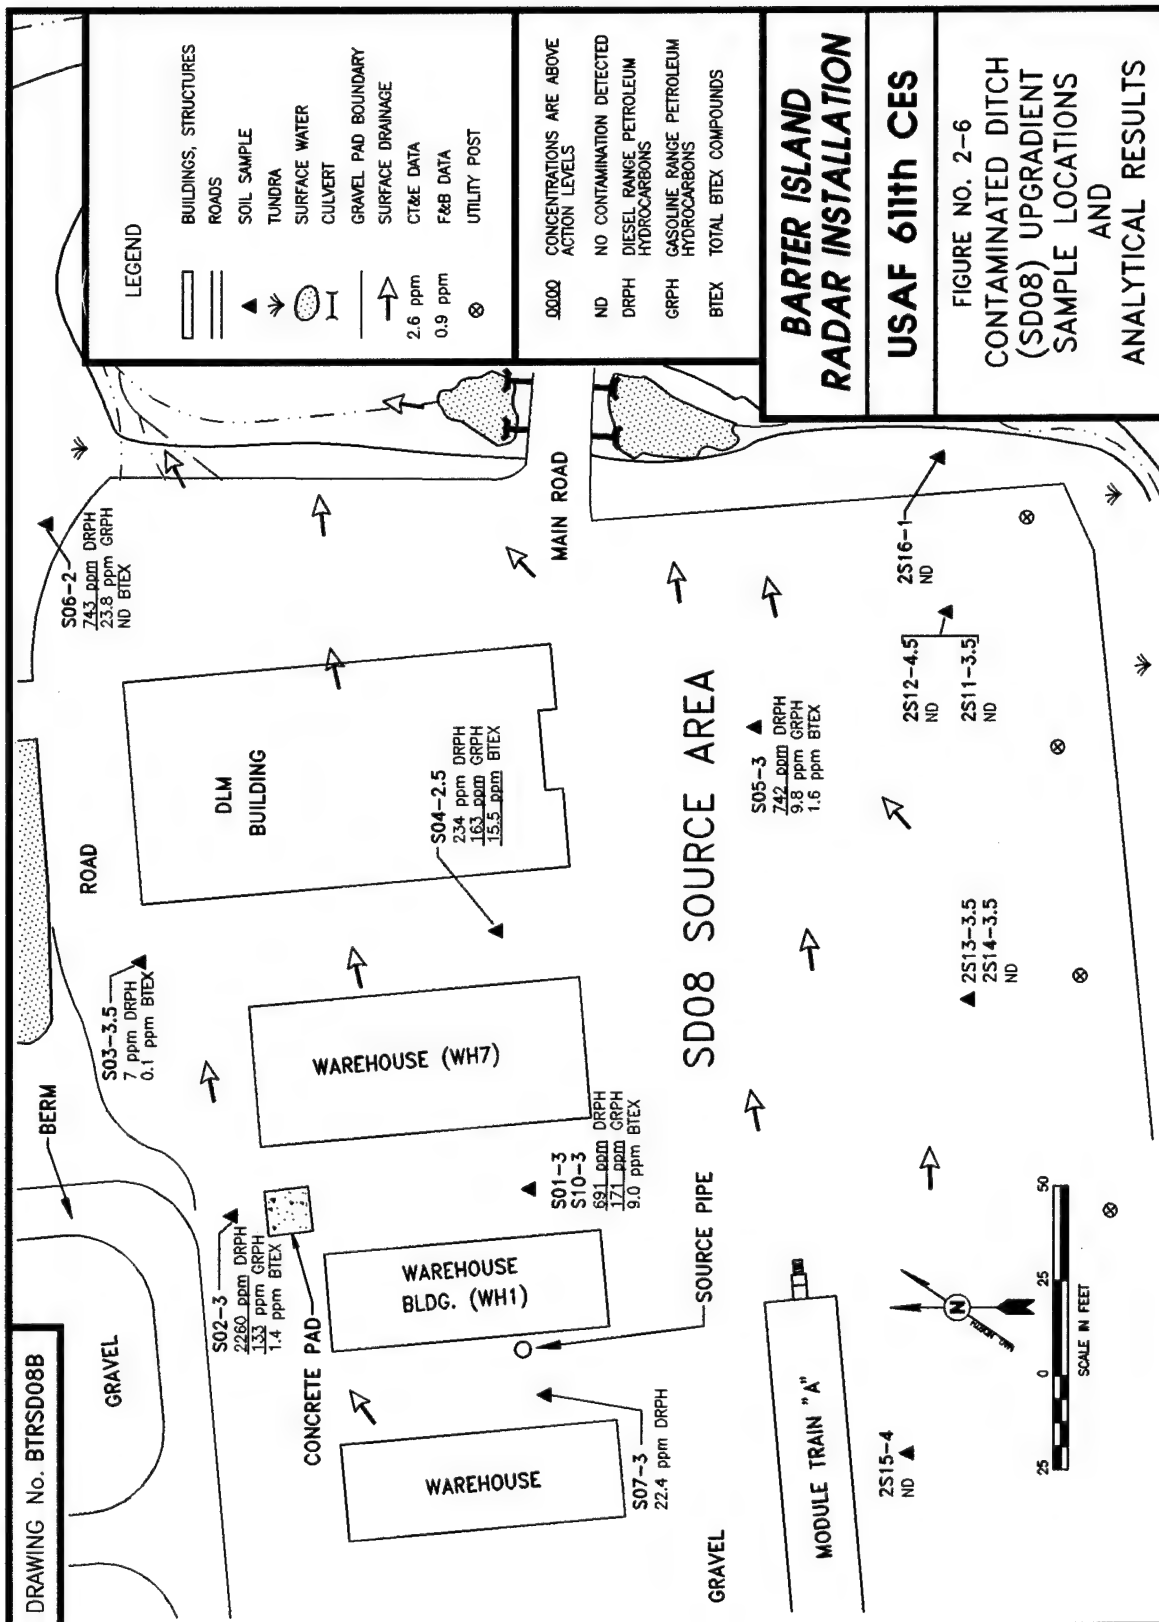 DRAWING No. BTRSD08B
GRAVEL
BERM
ROAD
S02-3
2260 ppm DRPH
133 ppm GRPH
1.4 ppm BTEX
CONCRETE PAD
S03-3.5
7 ppm DRPH
0.1 ppm BTEX
S06-2
743 ppm DRPH
23.8 ppm GRPH
ND BTEX
DLM
BUILDING
WAREHOUSE
WAREHOUSE
BLDG. (WH1)
WAREHOUSE (WH7)
S04-2.5
234 ppm DRPH
163 ppm GRPH
15.5 ppm BTEX
S01-3
S10-3
691 ppm DRPH
171 ppm GRPH
9.0 ppm BTEX
S07-3
22.4 ppm DRPH
SOURCE PIPE
MAIN ROAD
SD08 SOURCE AREA
GRAVEL
MODULE TRAIN "A"
S05-3
742 ppm DRPH
9.8 ppm GRPH
1.6 ppm BTEX
2S15-4
ND
2S13-3.5
2S14-3.5
ND
2S12-4.5
ND
2S11-3.5
ND
2S16-1
ND
N
MAG. NORTH
25 0 25 50
SCALE IN FEET
LEGEND
BUILDINGS, STRUCTURES
ROADS
SOIL SAMPLE
TUNDRA
SURFACE WATER
CULVERT
GRAVEL PAD BOUNDARY
SURFACE DRAINAGE
2.6 ppm CT&E DATA
0.9 ppm F&B DATA
UTILITY POST
0000 CONCENTRATIONS ARE ABOVE
ACTION LEVELS
ND NO CONTAMINATION DETECTED
DRPH DIESEL RANGE PETROLEUM
HYDROCARBONS
GRPH GASOLINE RANGE PETROLEUM
HYDROCARBONS
BTEX TOTAL BTEX COMPOUNDS
BARTER ISLAND
RADAR INSTALLATION
USAF 611th CES
FIGURE NO. 2-6
CONTAMINATED DITCH
(SD08) UPGRADIENT
SAMPLE LOCATIONS
AND
ANALYTICAL RESULTS